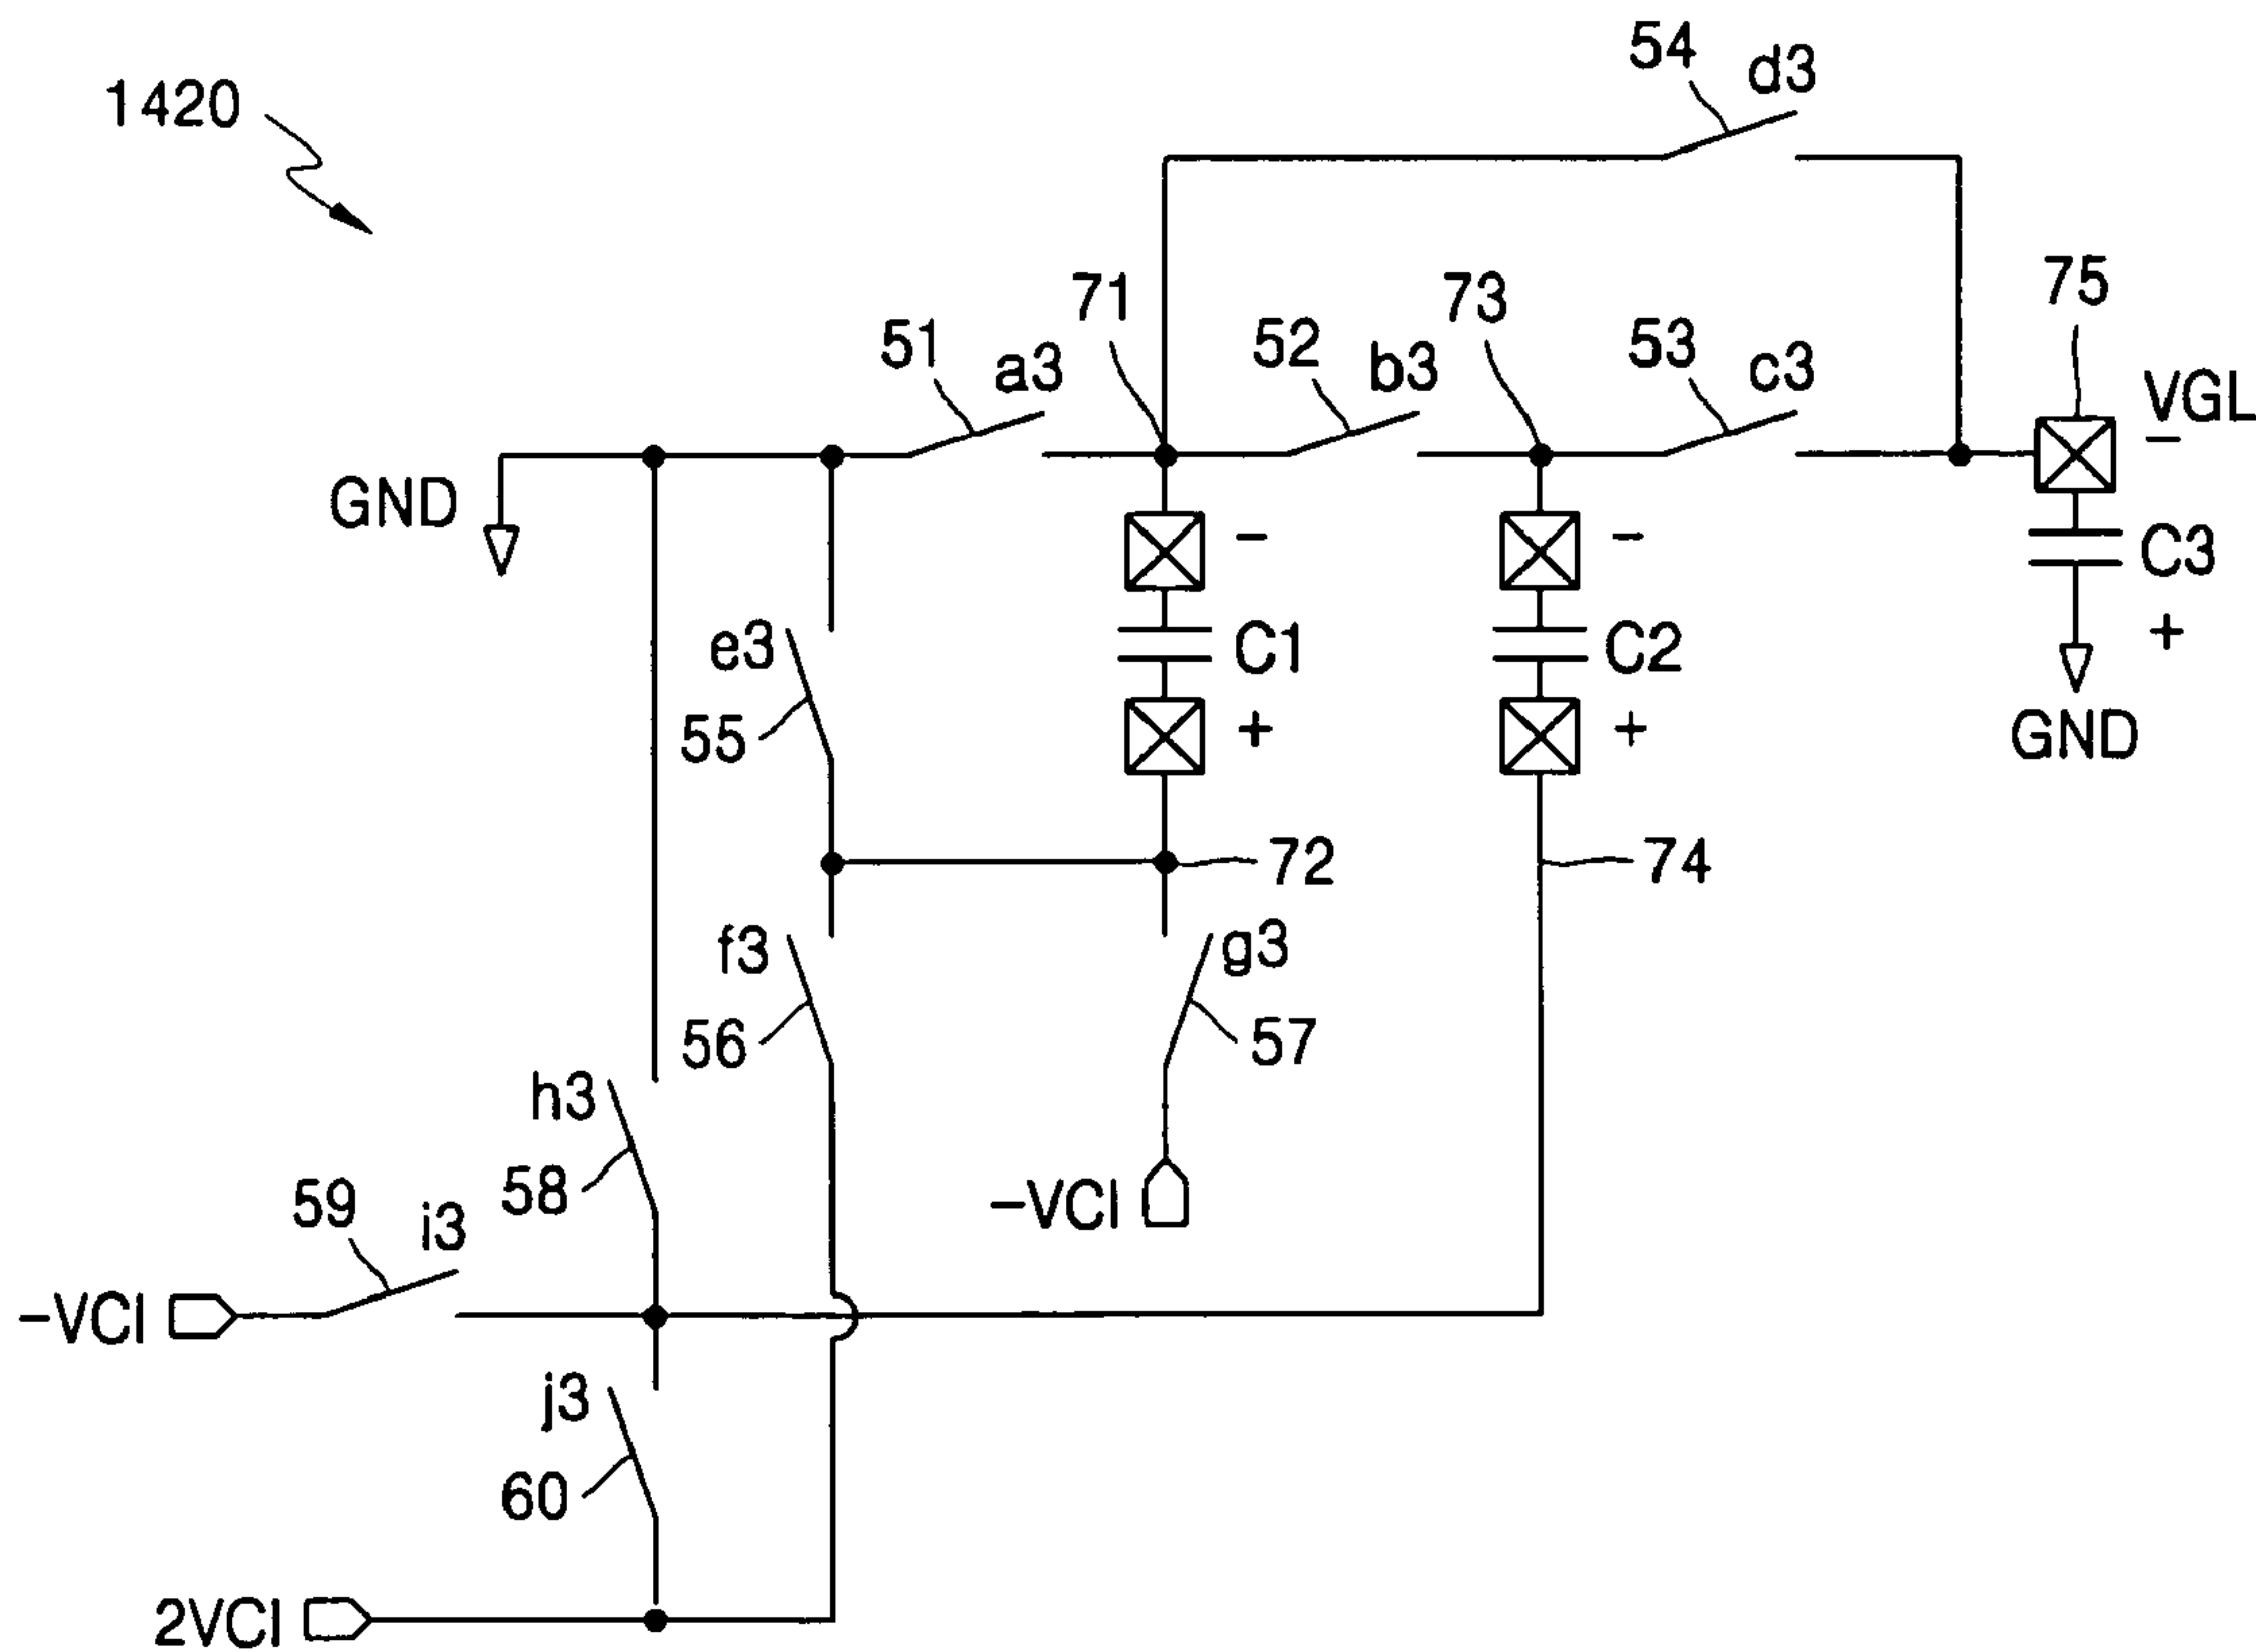 54
d3
1420
75
71
73
51
a3
52
b3
53
c3
VGL
−
GND
−
−
C3
+
e3
C1
C2
55
+
+
GND
72
74
f3
g3
56
57
h3
58
−VCI
59
i3
−VCI
j3
60
2VCI